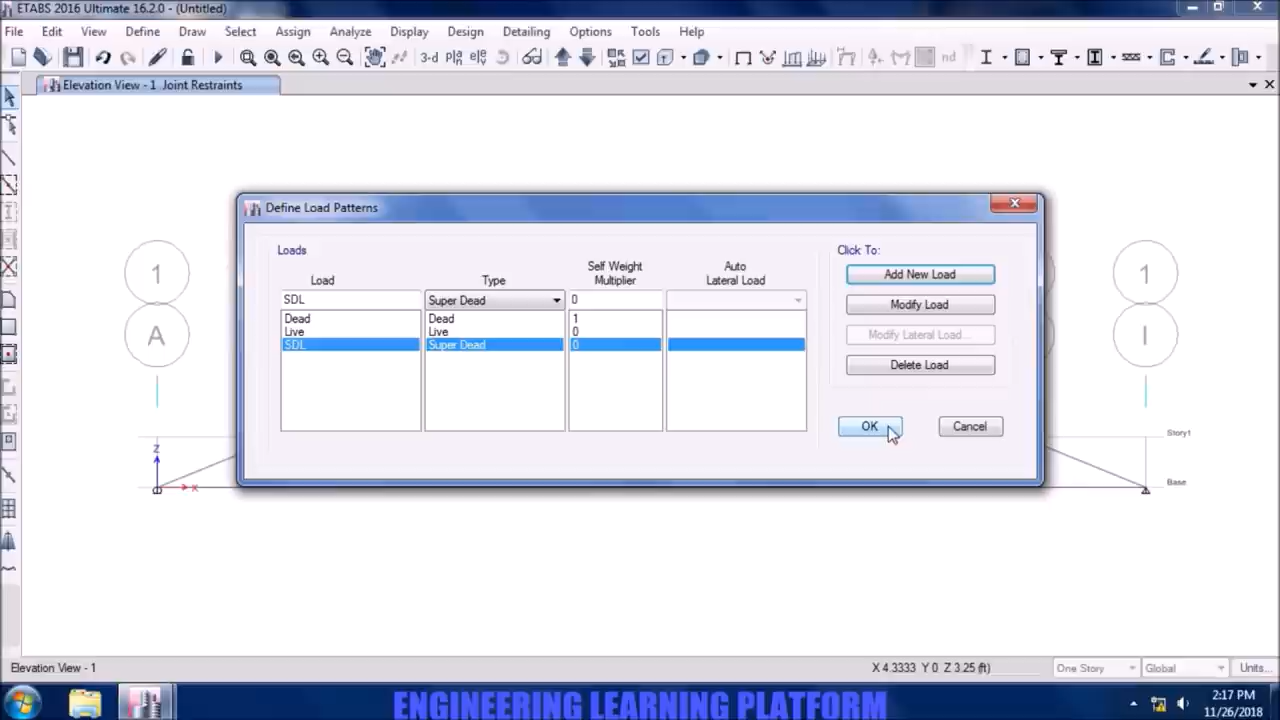 ETABS 2016 Ultimate 16.2.0 - (Untitled)
File Edit View Define Draw Select Assign Analyze Display Design Detailing Options Tools Help
3-d
nd
Elevation View - 1 Joint Restraints
Define Load Patterns
Loads
Click To:
Load
Type
Self Weight
Multiplier
Auto
Lateral Load
SDL Super Dead 0
Dead Dead 1
Live Live 0
SDL Super Dead 0
Add New Load
Modify Load
Modify Lateral Load...
Delete Load
OK Cancel
1
A
1
I
Z
X
Story1
Base
Elevation View - 1
X 4.3333 Y 0 Z 3.25 (ft)
One Story
Global
Units...
ENGINEERING LEARNING PLATFORM
2:17 PM
11/26/2018